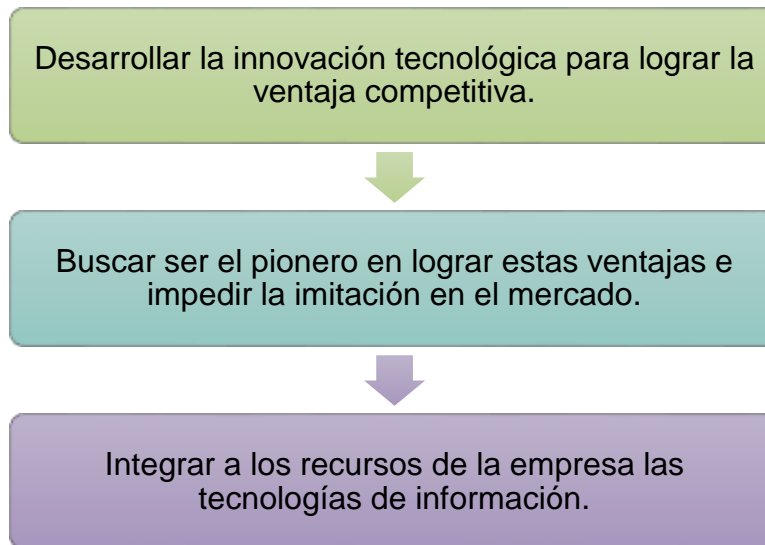 Desarrollar la innovación tecnológica para lograr la
ventaja competitiva.
Buscar ser el pionero en lograr estas ventajas e
impedir la imitación en el mercado.
Integrar a los recursos de la empresa las
tecnologías de información.